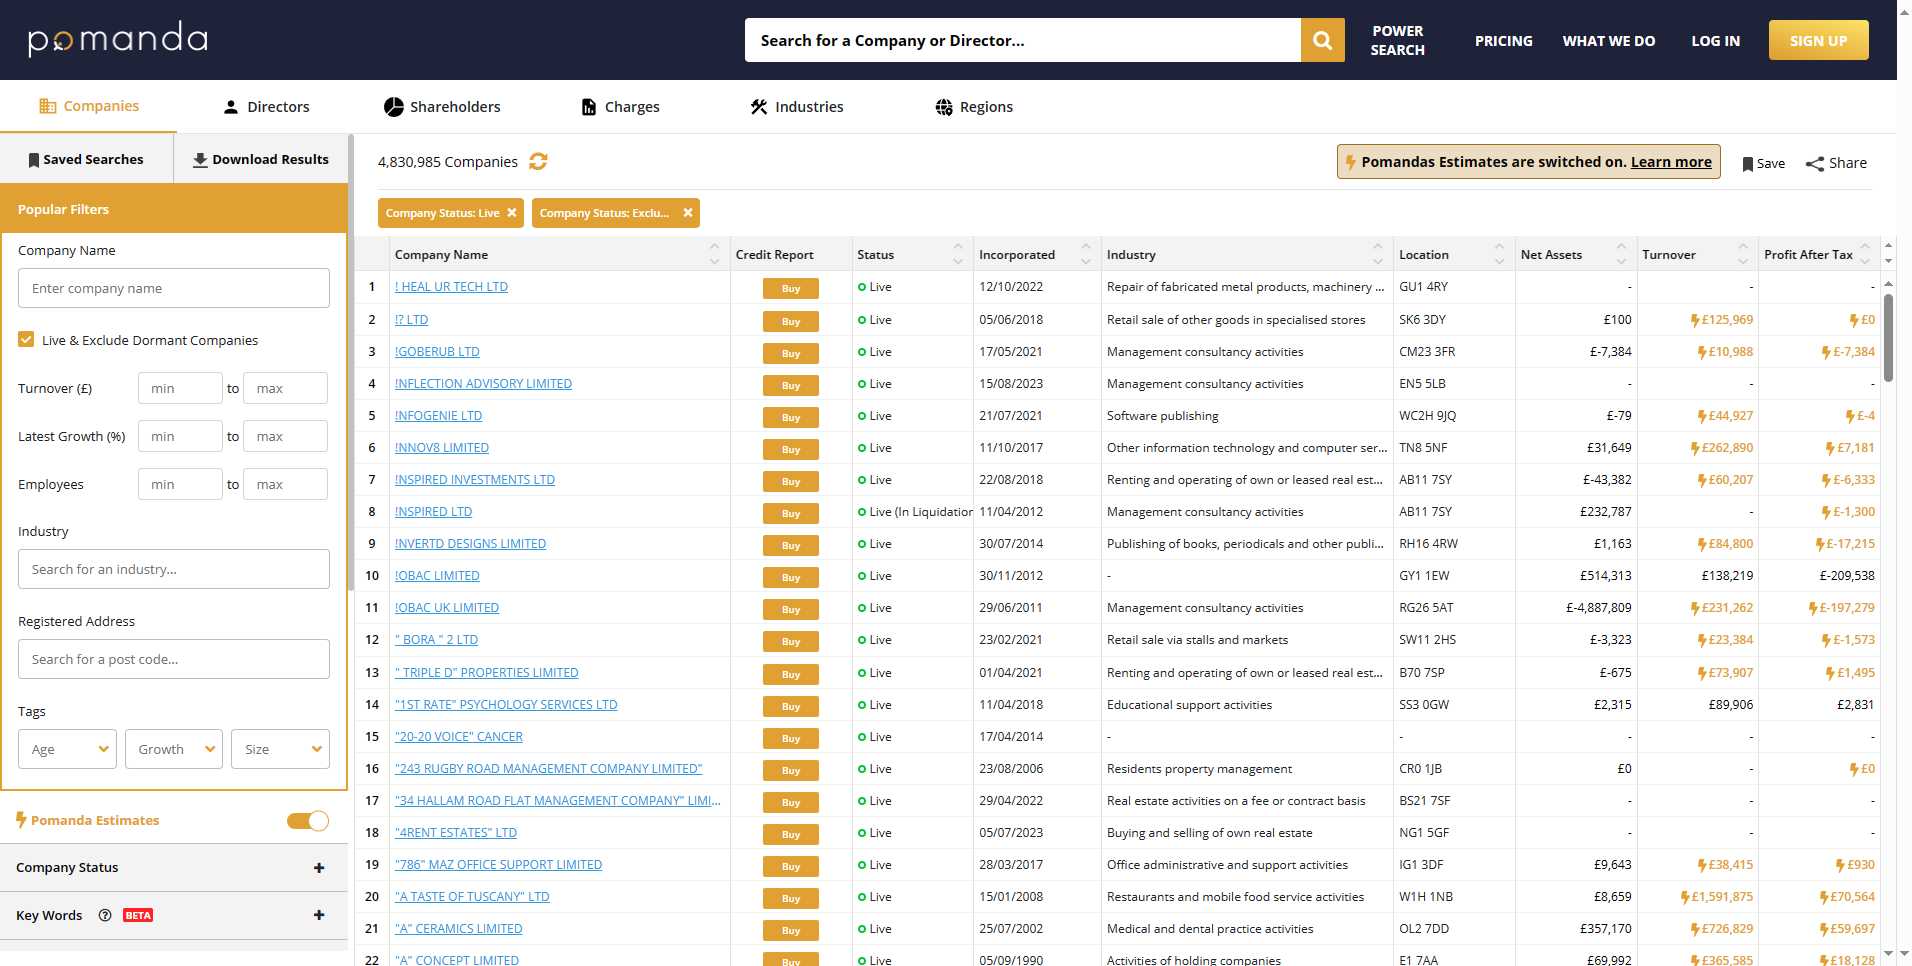 pomanda
Search for a Company or Director...
POWER SEARCH
PRICING
WHAT WE DO
LOG IN
SIGN UP
Companies
Directors
Shareholders
Charges
Industries
Regions
Saved Searches
Download Results
Popular Filters
Company Name
Enter company name
Live & Exclude Dormant Companies
Turnover (£) min to max
Latest Growth (%) min to max
Employees min to max
Industry
Search for an industry...
Registered Address
Search for a post code...
Tags
Age Growth Size
Pomanda Estimates
Company Status +
Key Words ? BETA +
4,830,985 Companies
Pomandas Estimates are switched on. Learn more
Save
Share
Company Status: Live ×
Company Status: Exclu... ×
Company Name Credit Report Status Incorporated Industry Location Net Assets Turnover Profit After Tax
1 ! HEAL UR TECH LTD Buy Live 12/10/2022 Repair of fabricated metal products, machinery ... GU1 4RY - - -
2 !? LTD Buy Live 05/06/2018 Retail sale of other goods in specialised stores SK6 3DY £100 £125,969 £0
3 !GOBERUB LTD Buy Live 17/05/2021 Management consultancy activities CM23 3FR £-7,384 £10,988 £-7,384
4 !NFLECTION ADVISORY LIMITED Buy Live 15/08/2023 Management consultancy activities EN5 5LB - - -
5 !NFOGENIE LTD Buy Live 21/07/2021 Software publishing WC2H 9JQ £-79 £44,927 £-4
6 !NNOV8 LIMITED Buy Live 11/10/2017 Other information technology and computer ser... TN8 5NF £31,649 £262,890 £7,181
7 !NSPIRED INVESTMENTS LTD Buy Live 22/08/2018 Renting and operating of own or leased real est... AB11 7SY £-43,382 £60,207 £-6,333
8 !NSPIRED LTD Buy Live (In Liquidation 11/04/2012 Management consultancy activities AB11 7SY £232,787 - £-1,300
9 !NVERTD DESIGNS LIMITED Buy Live 30/07/2014 Publishing of books, periodicals and other publi... RH16 4RW £1,163 £84,800 £-17,215
10 !OBAC LIMITED Buy Live 30/11/2012 - GY1 1EW £514,313 £138,219 £-209,538
11 !OBAC UK LIMITED Buy Live 29/06/2011 Management consultancy activities RG26 5AT £-4,887,809 £231,262 £-197,279
12 " BORA " 2 LTD Buy Live 23/02/2021 Retail sale via stalls and markets SW11 2HS £-3,323 £23,384 £-1,573
13 " TRIPLE D" PROPERTIES LIMITED Buy Live 01/04/2021 Renting and operating of own or leased real est... B70 7SP £-675 £73,907 £1,495
14 "1ST RATE" PSYCHOLOGY SERVICES LTD Buy Live 11/04/2018 Educational support activities SS3 0GW £2,315 £89,906 £2,831
15 "20-20 VOICE" CANCER Buy Live 17/04/2014 - - - - -
16 "243 RUGBY ROAD MANAGEMENT COMPANY LIMITED" Buy Live 23/08/2006 Residents property management CR0 1JB £0 - £0
17 "34 HALLAM ROAD FLAT MANAGEMENT COMPANY" LIMI... Buy Live 29/04/2022 Real estate activities on a fee or contract basis BS21 7SF - - -
18 "4RENT ESTATES" LTD Buy Live 05/07/2023 Buying and selling of own real estate NG1 5GF - - -
19 "786" MAZ OFFICE SUPPORT LIMITED Buy Live 28/03/2017 Office administrative and support activities IG1 3DF £9,643 £38,415 £930
20 "A TASTE OF TUSCANY" LTD Buy Live 15/01/2008 Restaurants and mobile food service activities W1H 1NB £8,659 £1,591,875 £70,564
21 "A" CERAMICS LIMITED Buy Live 25/07/2002 Medical and dental practice activities OL2 7DD £357,170 £726,829 £59,697
22 "A" CONCEPT LIMITED Buy Live 05/09/1990 Activities of holding companies E1 7AA £69,992 £365,585 £18,128